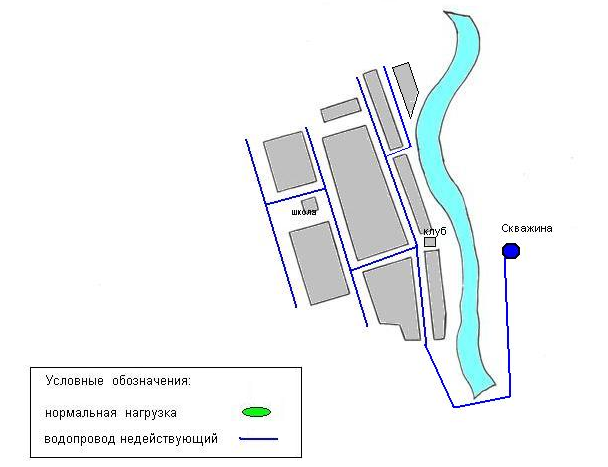 школа
клуб
Скважина
Условные обозначения:
нормальная нагрузка
водопровод недействующий